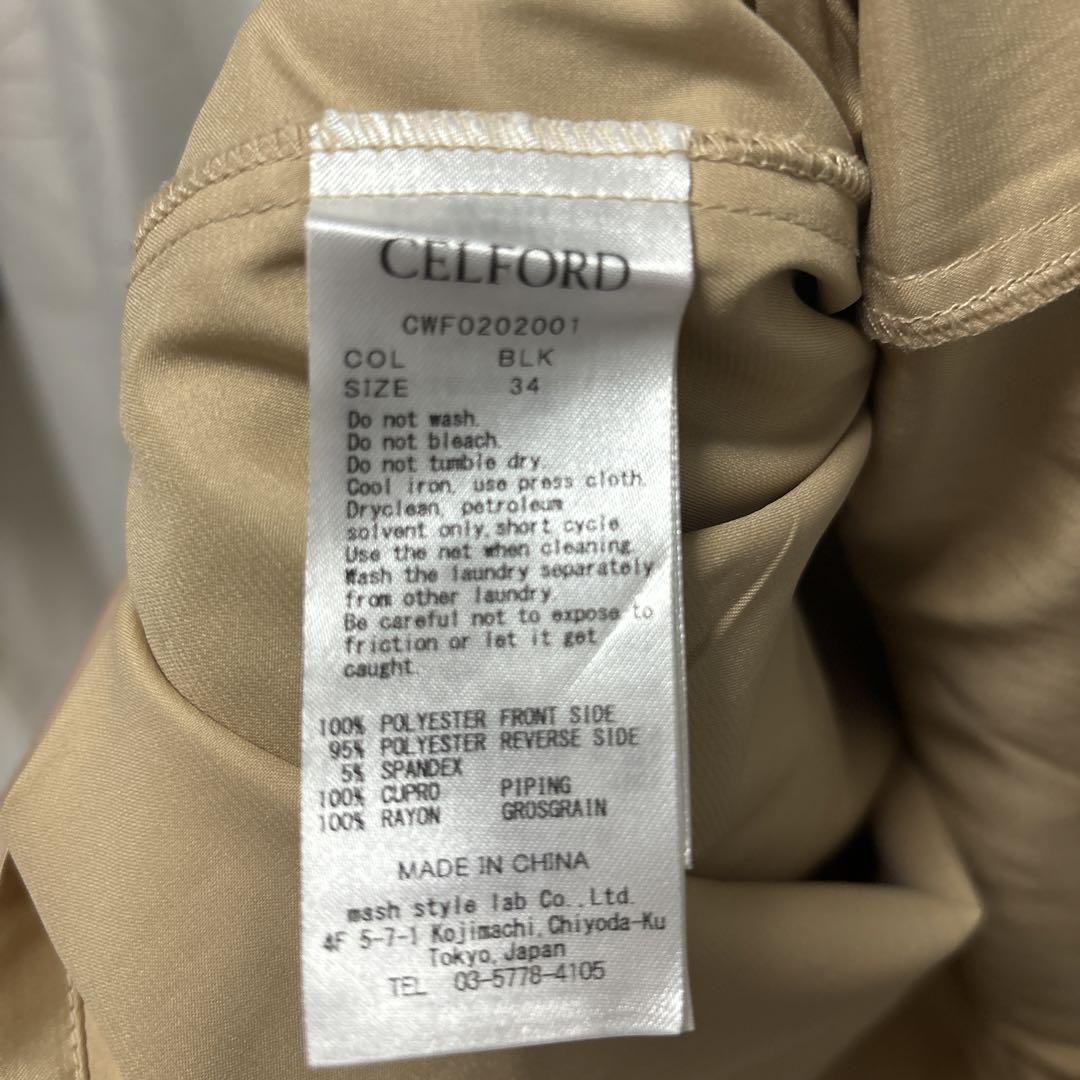 CELFORD
CWF0202001
COL BLK
SIZE 34
Do not wash.
Do not bleach.
Do not tumble dry.
Cool iron, use press cloth.
Dryclean, petroleum
solvent only,short cycle.
Use the net when cleaning.
Wash the laundry separately
from other laundry.
Be careful not to expose to
friction or let it get
caught.
100% POLYESTER FRONT SIDE
95% POLYESTER REVERSE SIDE
5% SPANDEX
100% CUPRO PIPING
100% RAYON GROSGRAIN
MADE IN CHINA
mash style lab Co.,Ltd.
4F 5-7-1 Kojimachi,Chiyoda-Ku
Tokyo,Japan
TEL 03-5778-4105